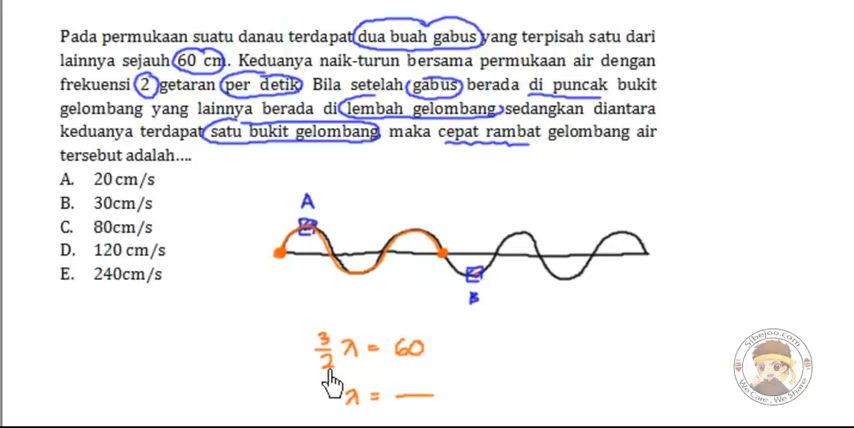 Pada permukaan suatu danau terdapat dua buah gabus yang terpisah satu dari
lainnya sejauh 60 cm. Keduanya naik-turun bersama permukaan air dengan
frekuensi 2 getaran per detik. Bila setelah gabus berada di puncak bukit
gelombang yang lainnya berada di lembah gelombang, sedangkan diantara
keduanya terdapat satu bukit gelombang, maka cepat rambat gelombang air
tersebut adalah....
A. 20 cm/s
B. 30cm/s
C. 80cm/s
D. 120 cm/s
E. 240cm/s
A
B
3/2 λ = 60
λ = —
Sibejoo.com
We Care, We Share